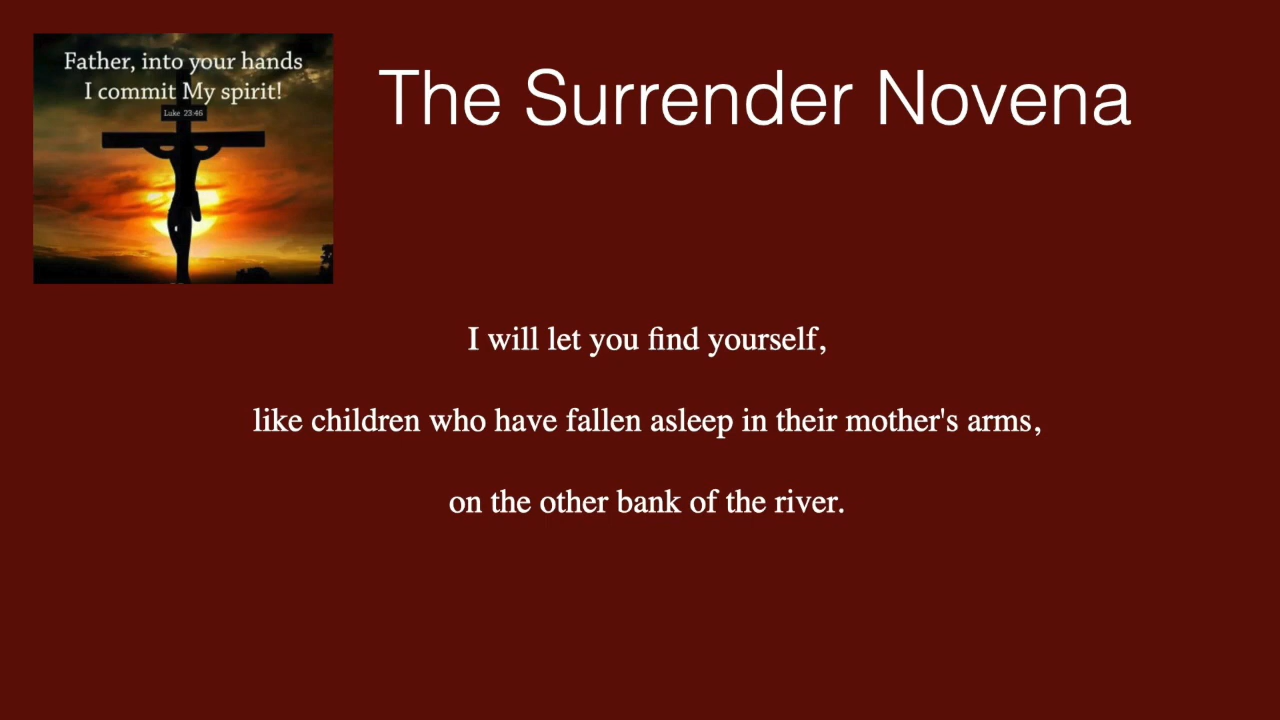 Father, into your hands
I commit My spirit!
Luke 23:46
The Surrender Novena
I will let you find yourself,
like children who have fallen asleep in their mother's arms,
on the other bank of the river.